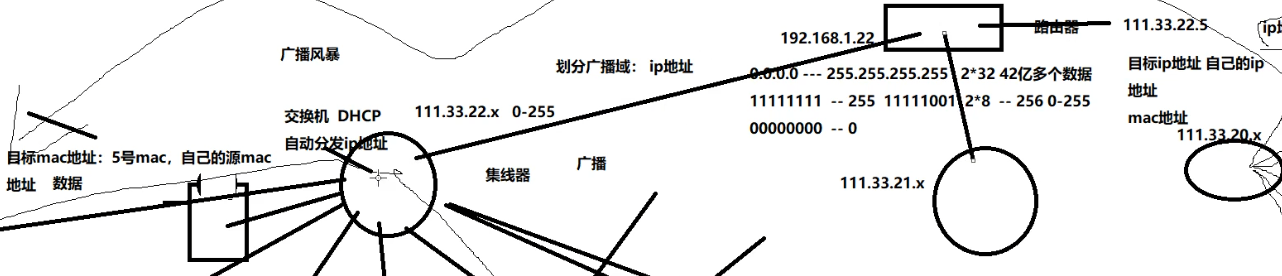 路由器
111.33.22.5
192.168.1.22
广播风暴
划分广播域： ip地址
0.0.0.0 --- 255.255.255.255 2*32 42亿多个数据
目标ip地址 自己的ip
地址
mac地址
11111111 -- 255 11111001 2*8 -- 256 0-255
00000000 -- 0
交换机 DHCP
自动分发ip地址
111.33.22.x 0-255
111.33.20.x
目标mac地址：5号mac，自己的源mac
地址 数据
集线器
广播
111.33.21.x